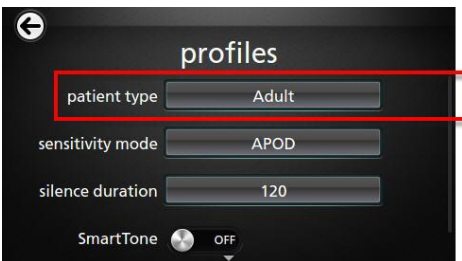 profiles
patient type Adult
sensitivity mode APOD
silence duration 120
SmartTone OFF